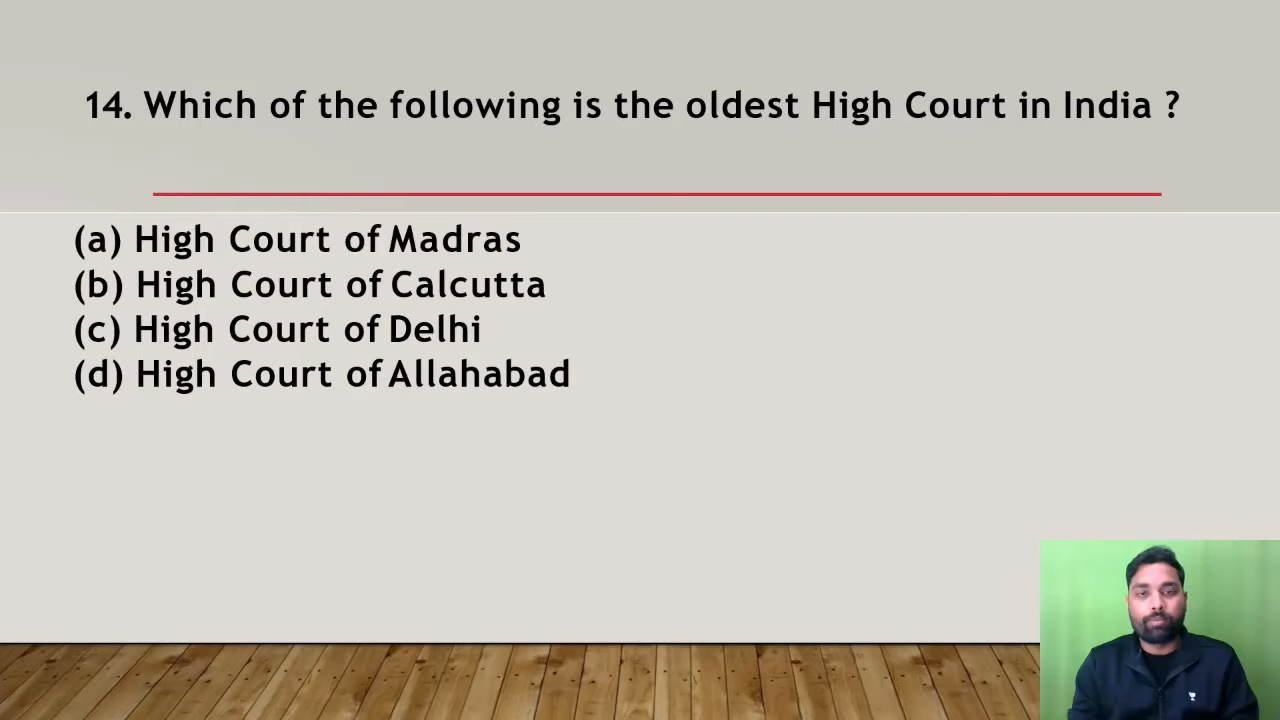 14. Which of the following is the oldest High Court in India ?
(a) High Court of Madras
(b) High Court of Calcutta
(c) High Court of Delhi
(d) High Court of Allahabad